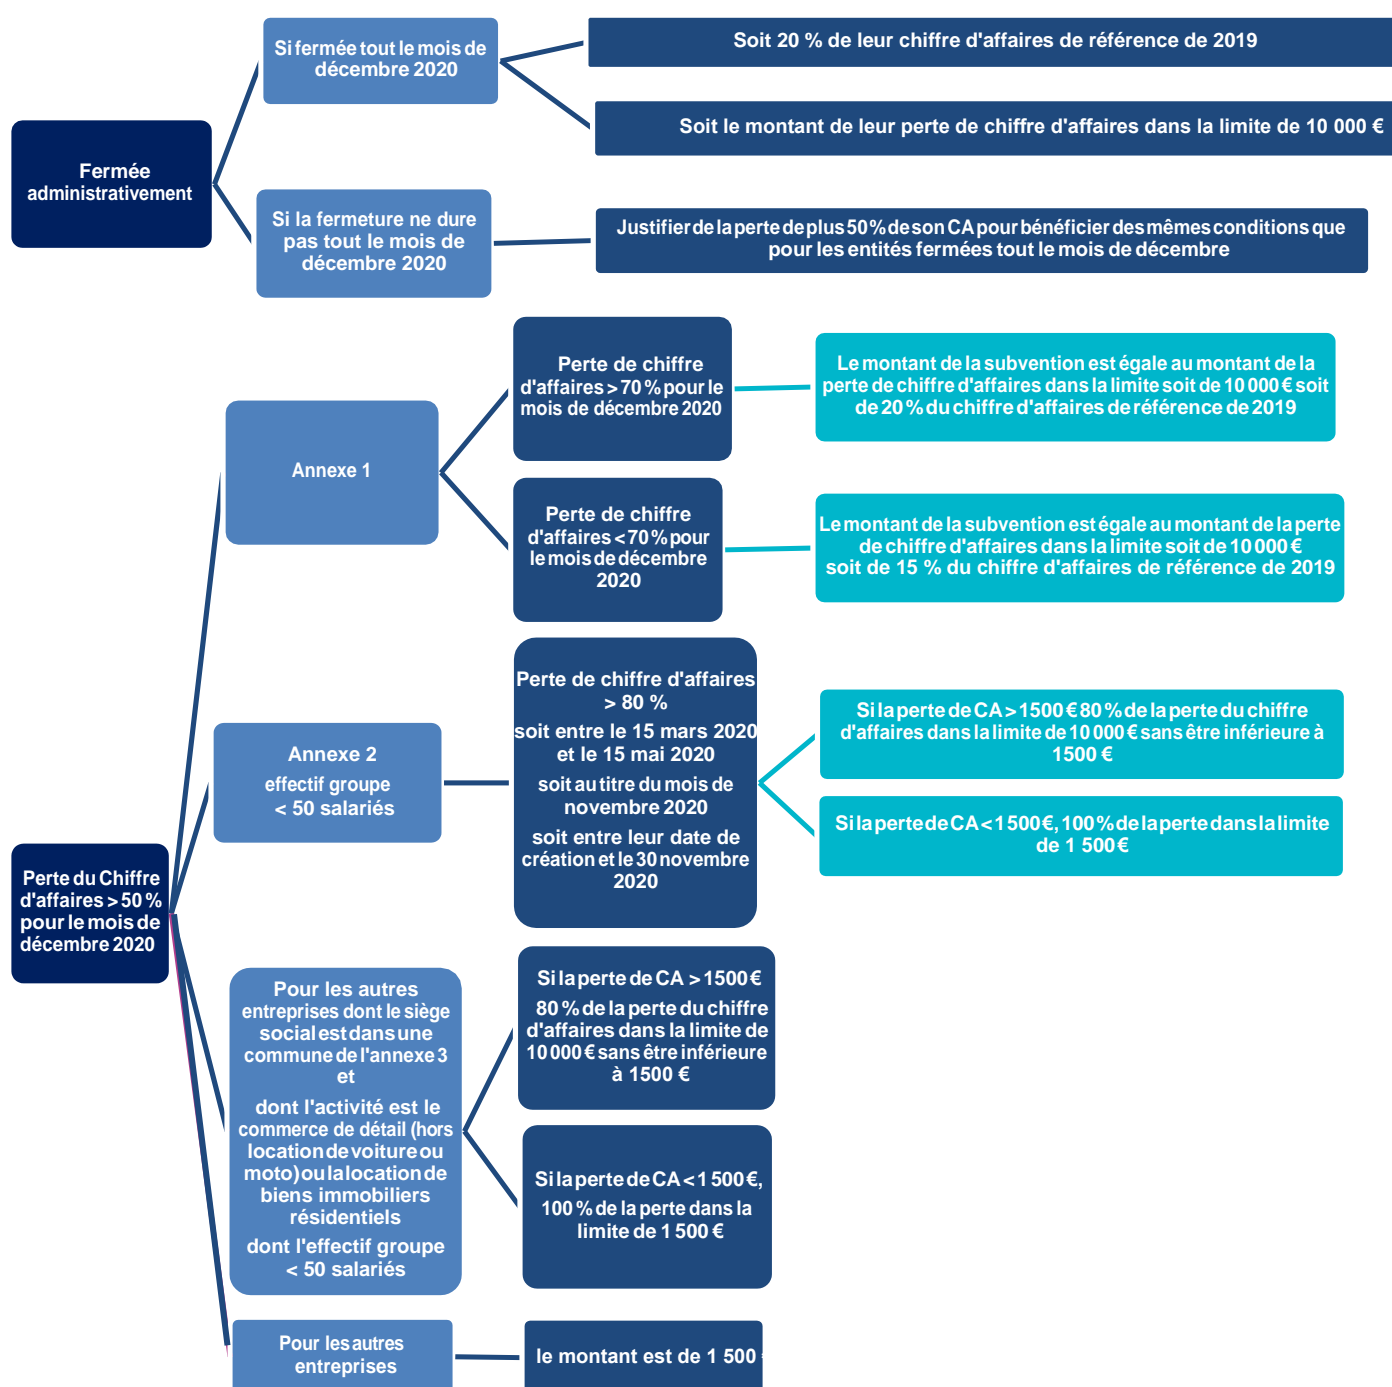 Si fermée tout le mois de
décembre 2020
Soit 20 % de leur chiffre d'affaires de référence de 2019
Soit le montant de leur perte de chiffre d'affaires dans la limite de 10 000 €
Fermée
administrativement
Si la fermeture ne dure
pas tout le mois de
décembre 2020
Justifier de la perte de plus 50% de son CA pour bénéficier des mêmes conditions que
pour les entités fermées tout le mois de décembre
Perte du Chiffre
d'affaires > 50 %
pour le mois de
décembre 2020
Annexe 1
Perte de chiffre
d'affaires > 70 % pour le
mois de décembre 2020
Le montant de la subvention est égale au montant de la
perte de chiffre d'affaires dans la limite soit de 10 000 € soit
de 20 % du chiffre d'affaires de référence de 2019
Perte de chiffre
d'affaires < 70 % pour
le mois de décembre
2020
Le montant de la subvention est égale au montant de la perte
de chiffre d'affaires dans la limite soit de 10 000 €
soit de 15 % du chiffre d'affaires de référence de 2019
Annexe 2
effectif groupe
< 50 salariés
Perte de chiffre d'affaires
> 80 %
soit entre le 15 mars 2020
et le 15 mai 2020
soit au titre du mois de
novembre 2020
soit entre leur date de
création et le 30 novembre
2020
Si la perte de CA > 1500 € 80 % de la perte du chiffre
d'affaires dans la limite de 10 000 € sans être inférieure à
1500 €
Si la perte de CA < 1 500 €, 100 % de la perte dans la limite
de 1 500 €
Pour les autres
entreprises dont le siège
social est dans une
commune de l'annexe 3
et
dont l'activité est le
commerce de détail (hors
location de voiture ou
moto) ou la location de
biens immobiliers
résidentiels
dont l'effectif groupe
< 50 salariés
Si la perte de CA > 1500 €
80 % de la perte du chiffre
d'affaires dans la limite de
10 000 € sans être inférieure
à 1500 €
Si la perte de CA < 1 500 €,
100 % de la perte dans la
limite de 1 500 €
Pour les autres
entreprises
le montant est de 1 500 €